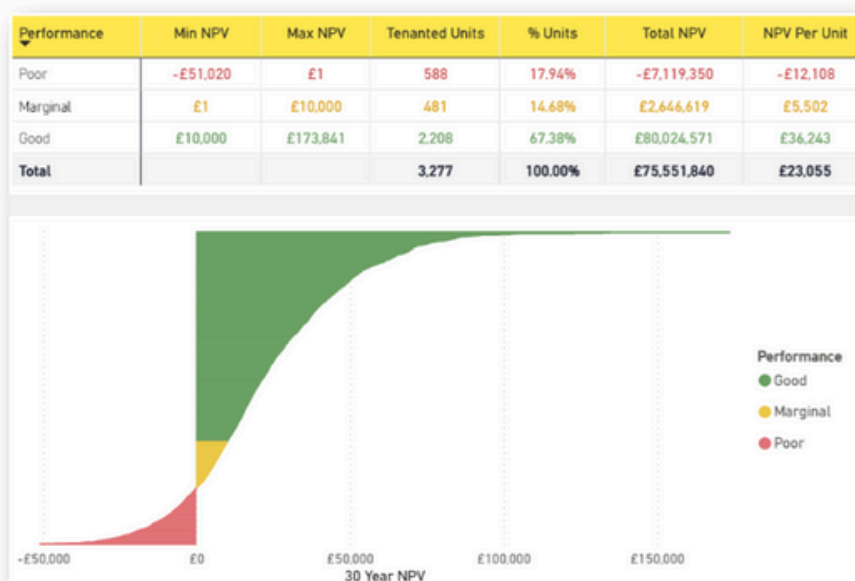 Performance Min NPV Max NPV Tenanted Units % Units Total NPV NPV Per Unit
Poor -£51,020 £1 588 17.94% -£7,119,350 -£12,108
Marginal £1 £10,000 481 14.68% £2,646,619 £5,502
Good £10,000 £173,841 2,208 67.38% £80,024,571 £36,243
Total 3,277 100.00% £75,551,840 £23,055
Performance
Good
Marginal
Poor
-£50,000 £0 £50,000 £100,000 £150,000
30 Year NPV